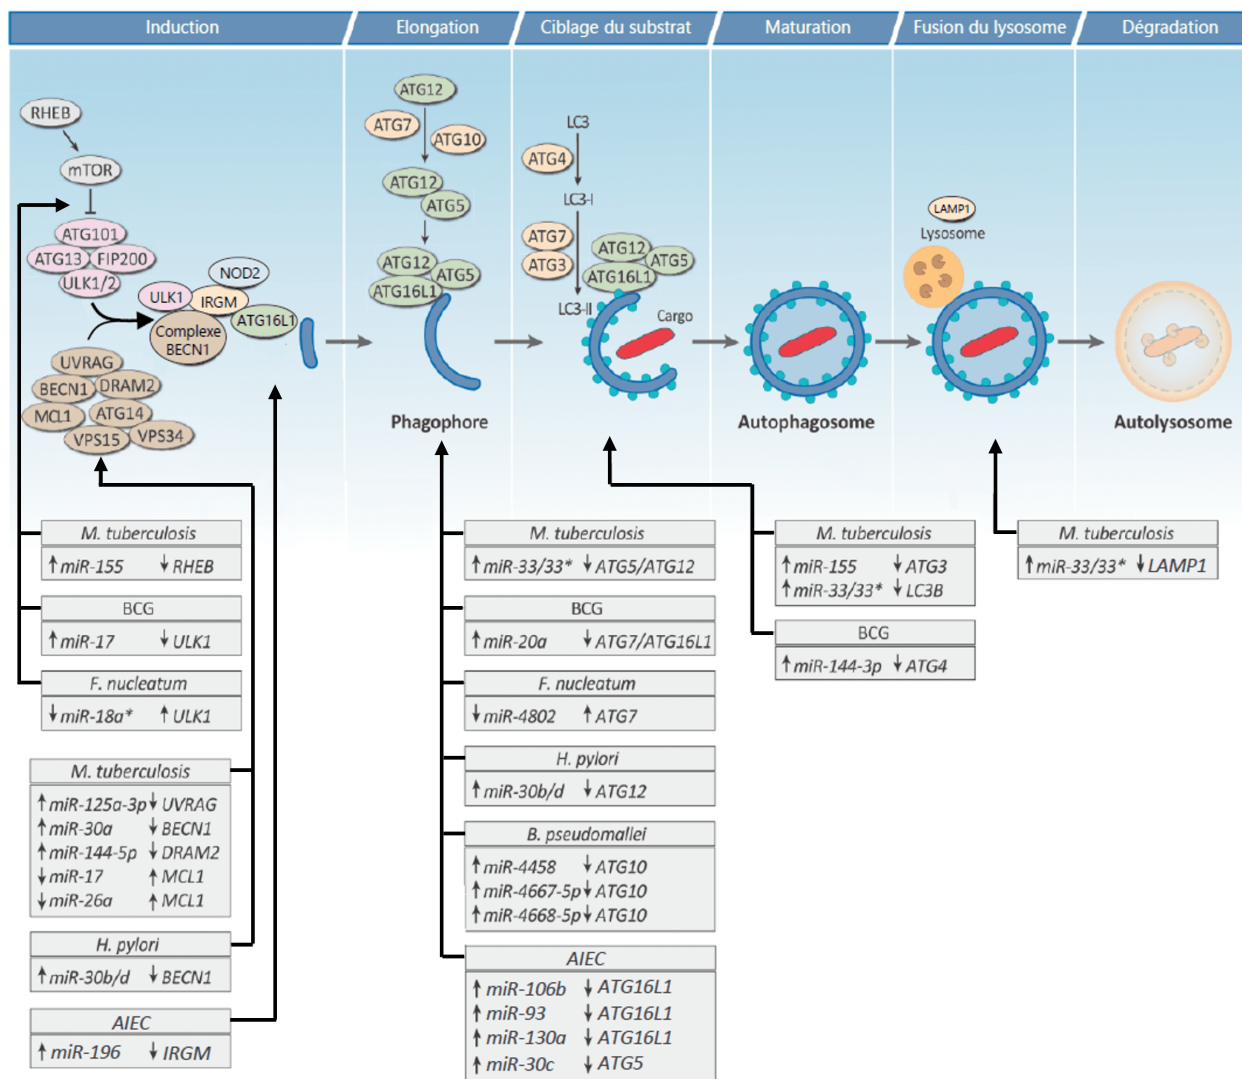 Induction
Elongation
Ciblage du substrat
Maturation
Fusion du lysosome
Dégradation
RHEB
mTOR
ATG101
ATG13
FIP200
ULK1/2
NOD2
ULK1
IRGM
ATG16L1
Complexe
BECN1
UVRAG
BECN1
DRAM2
MCL1
ATG14
VPS15
VPS34
ATG12
ATG7
ATG10
ATG12
ATG5
ATG12
ATG5
ATG16L1
Phagophore
LC3
ATG4
LC3-I
ATG7
ATG3
ATG12
ATG5
ATG16L1
LC3-II
Cargo
Autophagosome
LAMP1
Lysosome
Autolysosome
M. tuberculosis
↑ miR-155 ↓ RHEB
BCG
↑ miR-17 ↓ ULK1
F. nucleatum
↓ miR-18a* ↑ ULK1
M. tuberculosis
↑ miR-125a-3p ↓ UVRAG
↑ miR-30a ↓ BECN1
↑ miR-144-5p ↓ DRAM2
↓ miR-17 ↑ MCL1
↓ miR-26a ↑ MCL1
H. pylori
↑ miR-30b/d ↓ BECN1
AIEC
↑ miR-196 ↓ IRGM
M. tuberculosis
↑ miR-33/33* ↓ ATG5/ATG12
BCG
↑ miR-20a ↓ ATG7/ATG16L1
F. nucleatum
↓ miR-4802 ↑ ATG7
H. pylori
↑ miR-30b/d ↓ ATG12
B. pseudomallei
↑ miR-4458 ↓ ATG10
↑ miR-4667-5p ↓ ATG10
↑ miR-4668-5p ↓ ATG10
AIEC
↑ miR-106b ↓ ATG16L1
↑ miR-93 ↓ ATG16L1
↑ miR-130a ↓ ATG16L1
↑ miR-30c ↓ ATG5
M. tuberculosis
↑ miR-155 ↓ ATG3
↑ miR-33/33* ↓ LC3B
BCG
↑ miR-144-3p ↓ ATG4
M. tuberculosis
↑ miR-33/33* ↓ LAMP1